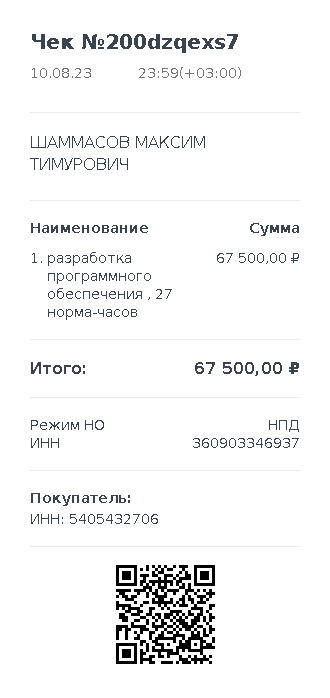 Чек №200dzqexs7
10.08.23 23:59(+03:00)
ШАММАСОВ МАКСИМ
ТИМУРОВИЧ
Наименование Сумма
1. разработка 67 500,00 ₽
программного
обеспечения , 27
норма-часов
Итого: 67 500,00 ₽
Режим НО НПД
ИНН 360903346937
Покупатель:
ИНН: 5405432706